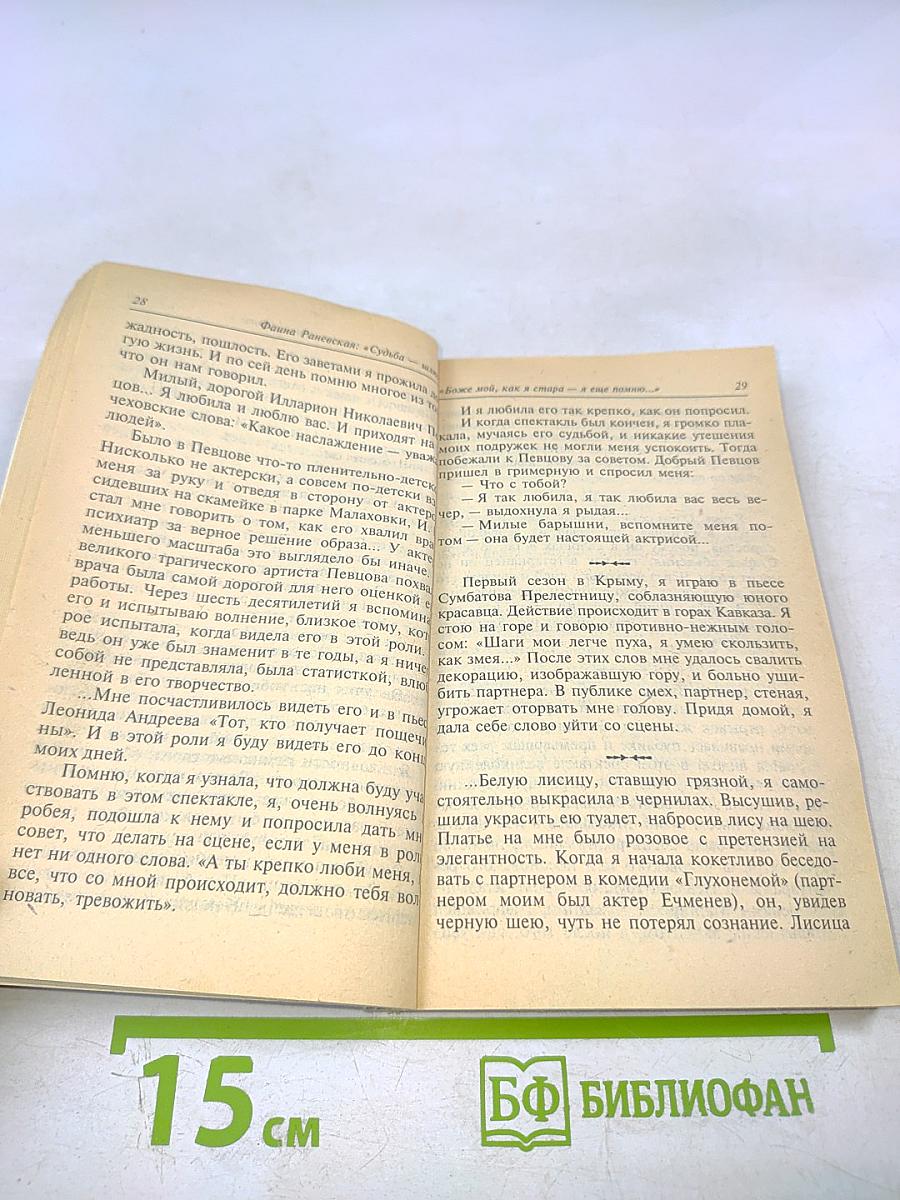 28
Фаина Раневская: «Судьба —
жадность, пошлость. Его заветами я прожила
гую жизнь. И по сей день помню многое из то
что он нам говорил.
Милый, дорогой Илларион Николаевич П
цов... Я любила и люблю вас. И приходят на
чеховские слова: «Какое наслаждение — уважа
людей».
Было в Певцове что-то пленительно-детско
Нисколько не актерски, а совсем по-детски вз
меня за руку и отведя в сторону от актеро
сидевших на скамейке в парке Малаховки, И.
стал мне говорить о том, как его хвалил вра
психиатр за верное решение образа... У акте
меньшего масштаба это выглядело бы иначе.
великого трагического артиста Певцова похва
врача была самой дорогой для него оценкой е
работы. Через шесть десятилетий я вспомина
его и испытываю волнение, близкое тому, кот
рое испытала, когда видела его в этой роли.
ведь он уже был знаменит в те годы, а я ниче
собой не представляла, была статисткой, влю
ленной в его творчество.
...Мне посчастливилось видеть его и в пьес
Леонида Андреева «Тот, кто получает пощечи
ны». И в этой роли я буду видеть его до конц
моих дней.
Помню, когда я узнала, что должна буду уча
ствовать в этом спектакле, я, очень волнуясь
робея, подошла к нему и попросила дать мн
совет, что делать на сцене, если у меня в рол
нет ни одного слова. «А ты крепко люби меня,
все, что со мной происходит, должно тебя вол
новать, тревожить».
«Боже мой, как я стара — я еще помню...»
29
И я любила его так крепко, как он попросил.
И когда спектакль был кончен, я громко пла-
кала, мучаясь его судьбой, и никакие утешения
моих подружек не могли меня успокоить. Тогда
побежали к Певцову за советом. Добрый Певцов
пришел в гримерную и спросил меня:
— Что с тобой?
— Я так любила, я так любила вас весь ве-
чер, — выдохнула я рыдая...
— Милые барышни, вспомните меня по-
том — она будет настоящей актрисой...
Первый сезон в Крыму, я играю в пьесе
Сумбатова Прелестницу, соблазняющую юного
красавца. Действие происходит в горах Кавказа. Я
стою на горе и говорю противно-нежным голо-
сом: «Шаги мои легче пуха, я умею скользить,
как змея...» После этих слов мне удалось свалить
декорацию, изображавшую гору, и больно уши-
бить партнера. В публике смех, партнер, стеная,
угрожает оторвать мне голову. Придя домой, я
дала себе слово уйти со сцены.
...Белую лисицу, ставшую грязной, я само-
стоятельно выкрасила в чернилах. Высушив, ре-
шила украсить ею туалет, набросив лису на шею.
Платье на мне было розовое с претензией на
элегантность. Когда я начала кокетливо беседо-
вать с партнером в комедии «Глухонемой» (парт-
нером моим был актер Ечменев), он, увидев
черную шею, чуть не потерял сознание. Лисица
15 см
БФ БИБЛИОФАН